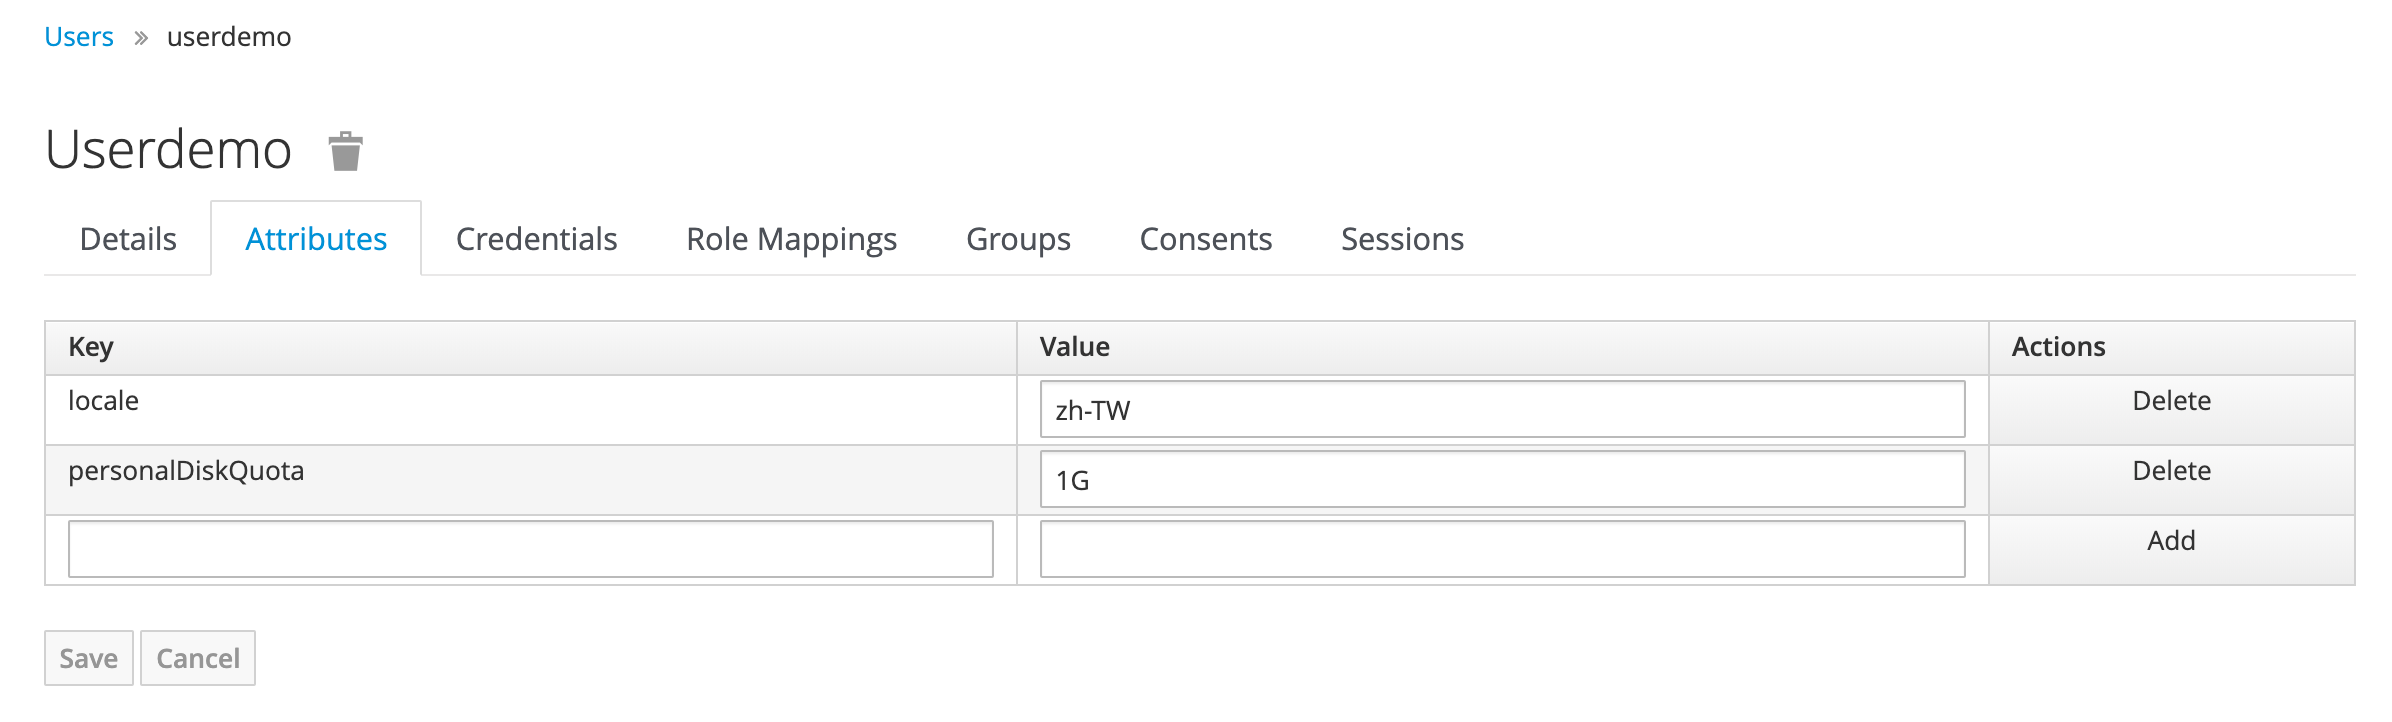 Users » userdemo
Userdemo
Details Attributes Credentials Role Mappings Groups Consents Sessions
Key Value Actions
locale zh-TW Delete
personalDiskQuota 1G Delete
Add
Save Cancel